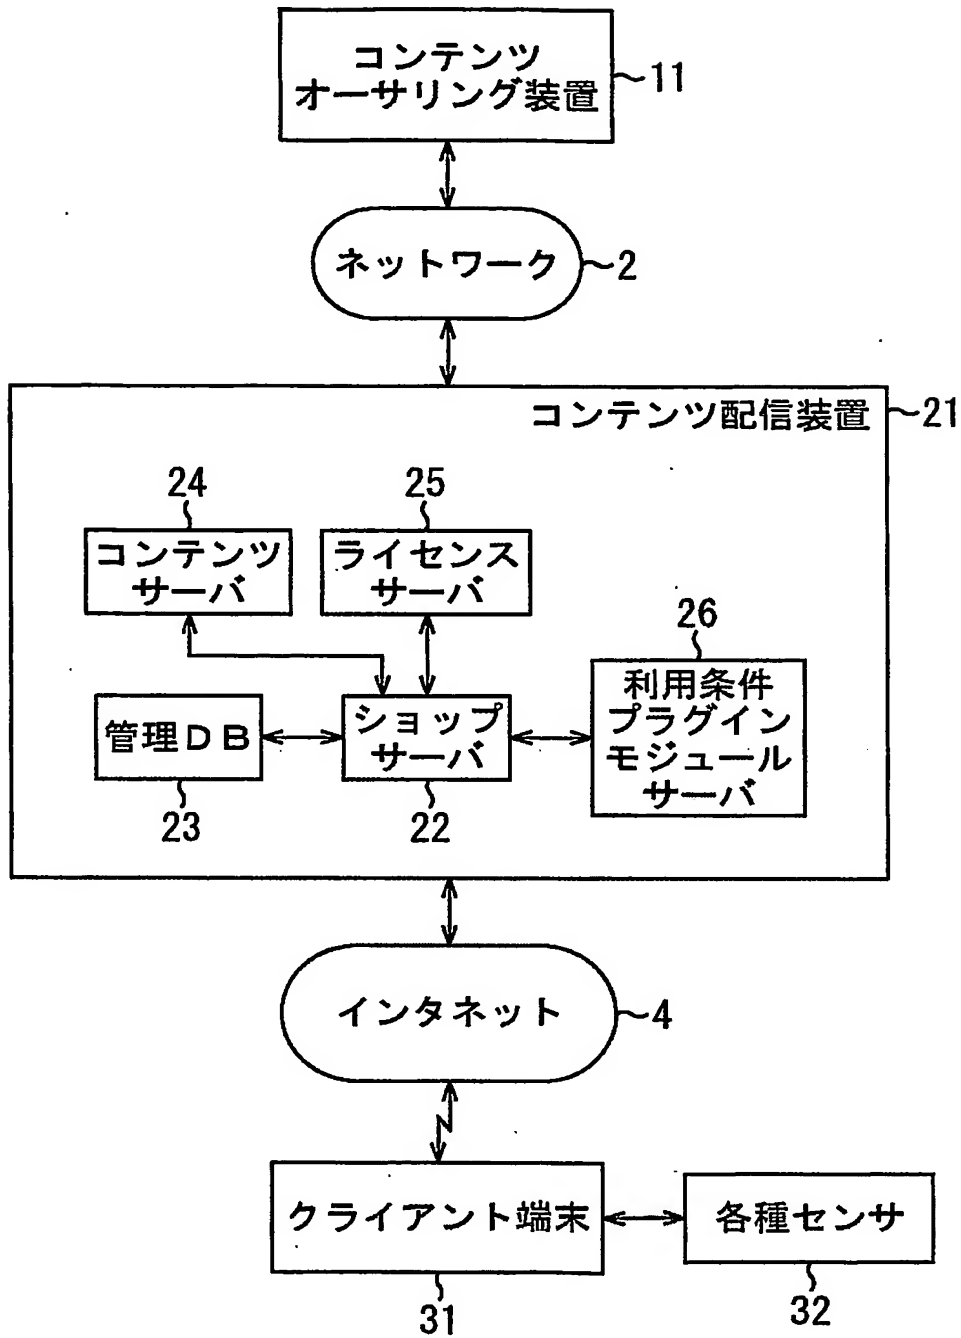 コンテンツ
オーサリング装置
11
ネットワーク
2
コンテンツ配信装置
21
24
25
コンテンツ
サーバ
ライセンス
サーバ
26
管理DB
ショップ
サーバ
利用条件
プラグイン
モジュール
サーバ
23
22
インタネット
4
クライアント端末
各種センサ
31
32